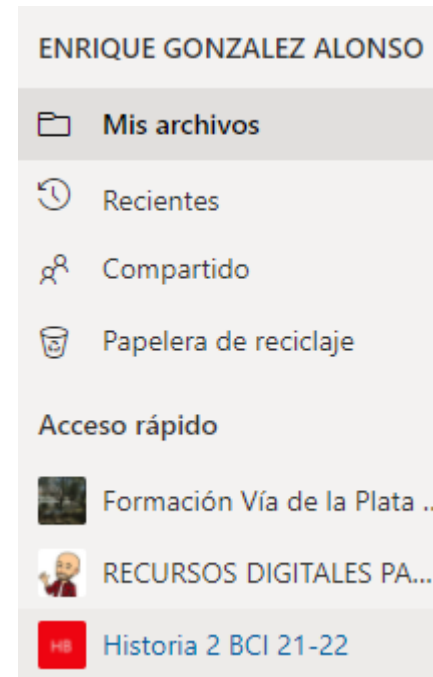 ENRIQUE GONZALEZ ALONSO
Mis archivos
Recientes
Compartido
Papelera de reciclaje
Acceso rápido
Formación Vía de la Plata ..
RECURSOS DIGITALES PA...
HB Historia 2 BCI 21-22